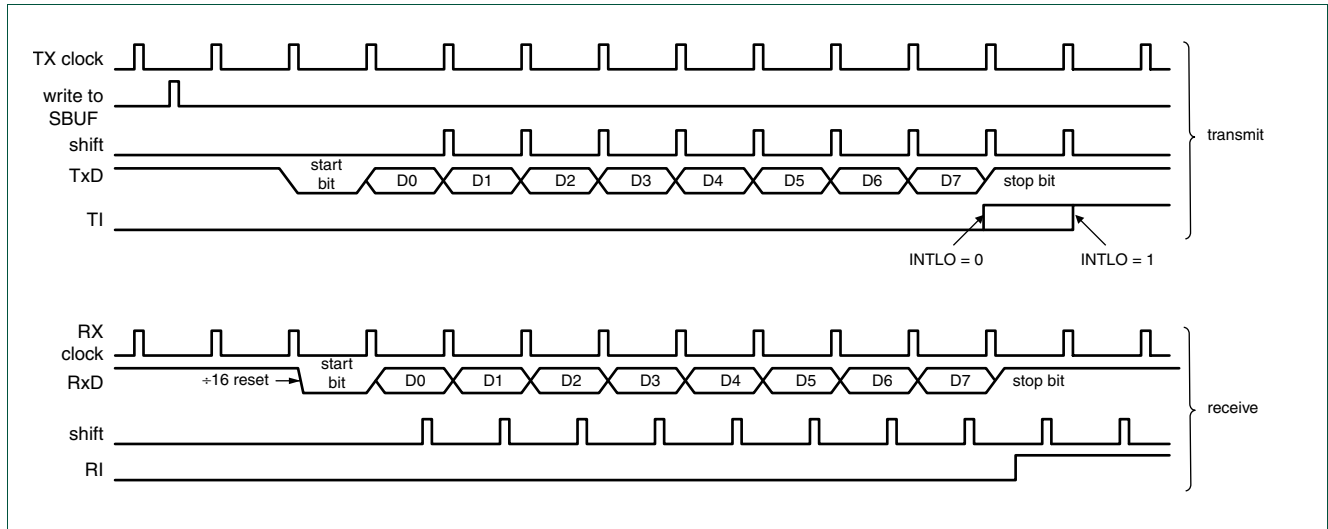 TX clock
write to
SBUF
shift
start
bit
TxD
D0 D1 D2 D3 D4 D5 D6 D7 stop bit
TI
INTLO = 0 INTLO = 1
transmit
RX
clock
start
bit
RxD
÷16 reset
D0 D1 D2 D3 D4 D5 D6 D7 stop bit
shift
RI
receive